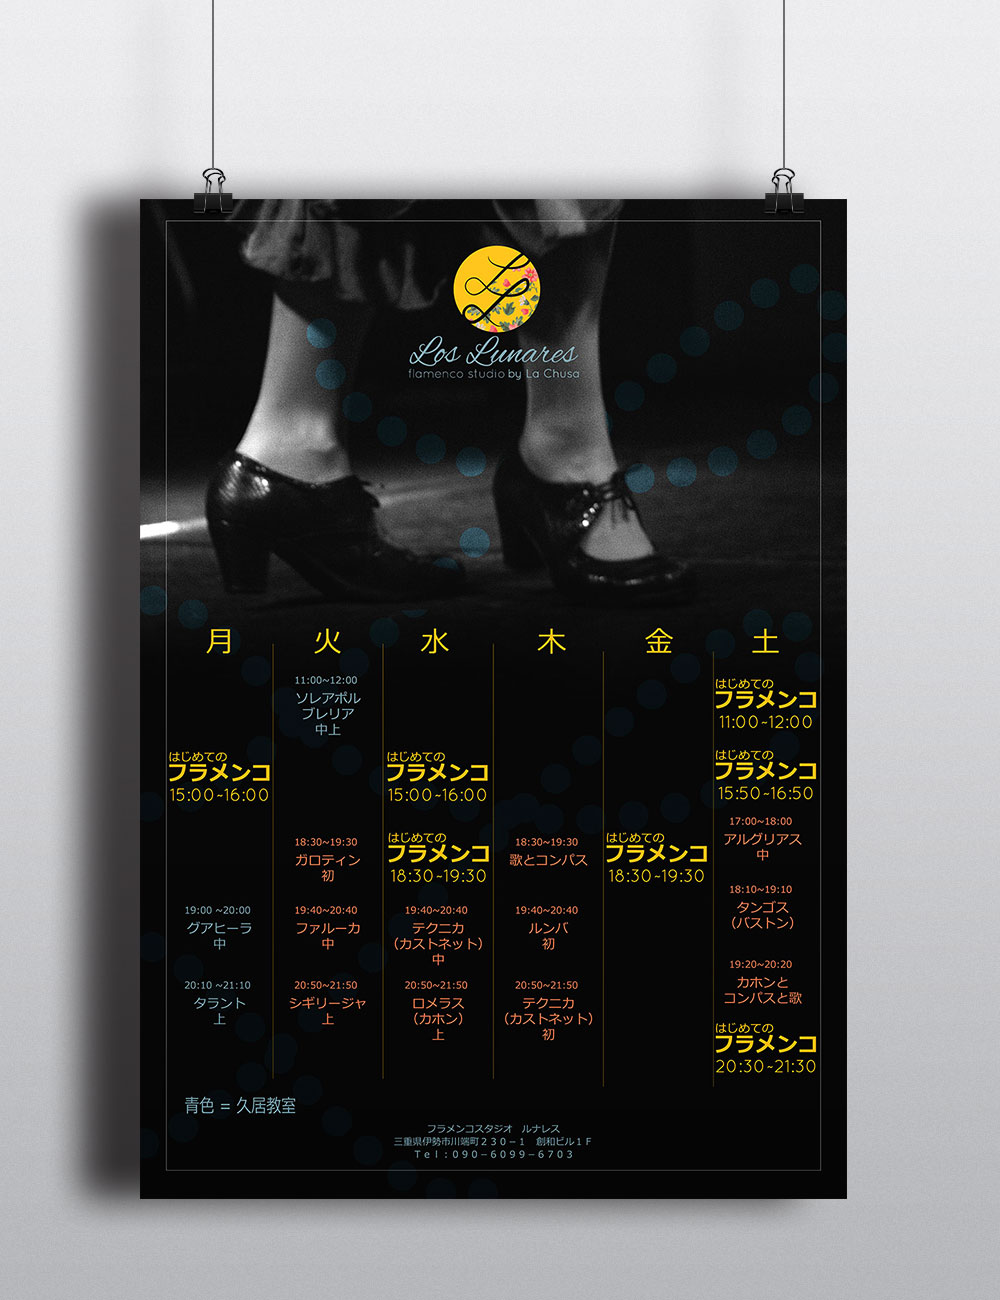 Los Lunares
flamenco studio by La Chusa
月 火 水 木 金 土
15:00~16:00
はじめての
フラメンコ
15:00~16:00
19:00 ~20:00
グアヒーラ
中
20:10 ~21:10
タラント
上
11:00~12:00
ソレアポル
ブレリア
中上
18:30~19:30
ガロティン
初
19:40~20:40
ファルーカ
中
20:50~21:50
シギリージャ
上
はじめての
フラメンコ
15:00~16:00
はじめての
フラメンコ
18:30~19:30
19:40~20:40
テクニカ
（カストネット）
中
20:50~21:50
ロメラス
（カホン）
上
18:30~19:30
歌とコンパス
19:40~20:40
ルンバ
初
20:50~21:50
テクニカ
（カストネット）
初
はじめての
フラメンコ
18:30~19:30
はじめての
フラメンコ
11:00~12:00
はじめての
フラメンコ
15:50~16:50
17:00~18:00
アルグリアス
中
18:10~19:10
タンゴス
（バストン）
19:20~20:20
カホンと
コンパスと歌
はじめての
フラメンコ
20:30~21:30
青色 = 久居教室
フラメンコスタジオ　ルナレス
三重県伊勢市川端町２３０－１　創和ビル１Ｆ
Ｔｅｌ：０９０－６０９９－６７０３